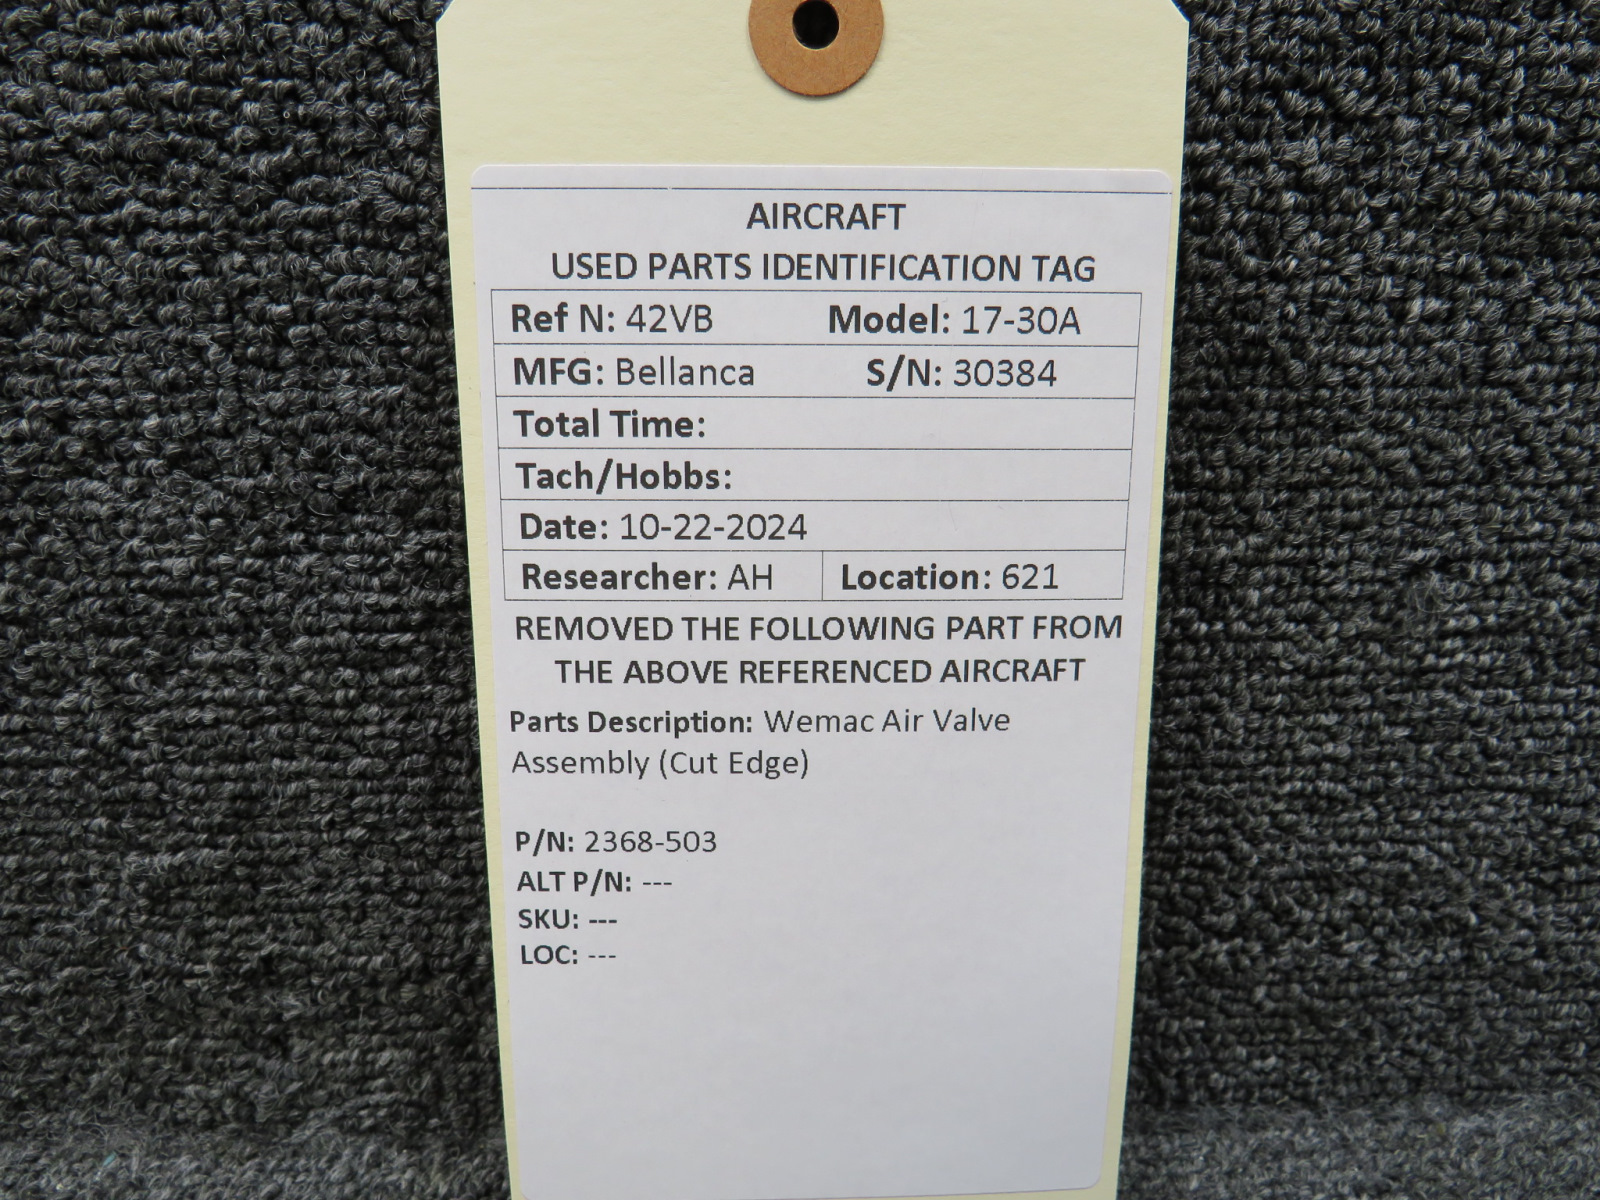 AIRCRAFT
USED PARTS IDENTIFICATION TAG
Ref N: 42VB Model: 17-30A
MFG: Bellanca S/N: 30384
Total Time:
Tach/Hobbs:
Date: 10-22-2024
Researcher: AH Location: 621
REMOVED THE FOLLOWING PART FROM
THE ABOVE REFERENCED AIRCRAFT
Parts Description: Wemac Air Valve
Assembly (Cut Edge)
P/N: 2368-503
ALT P/N: ---
SKU: ---
LOC: ---